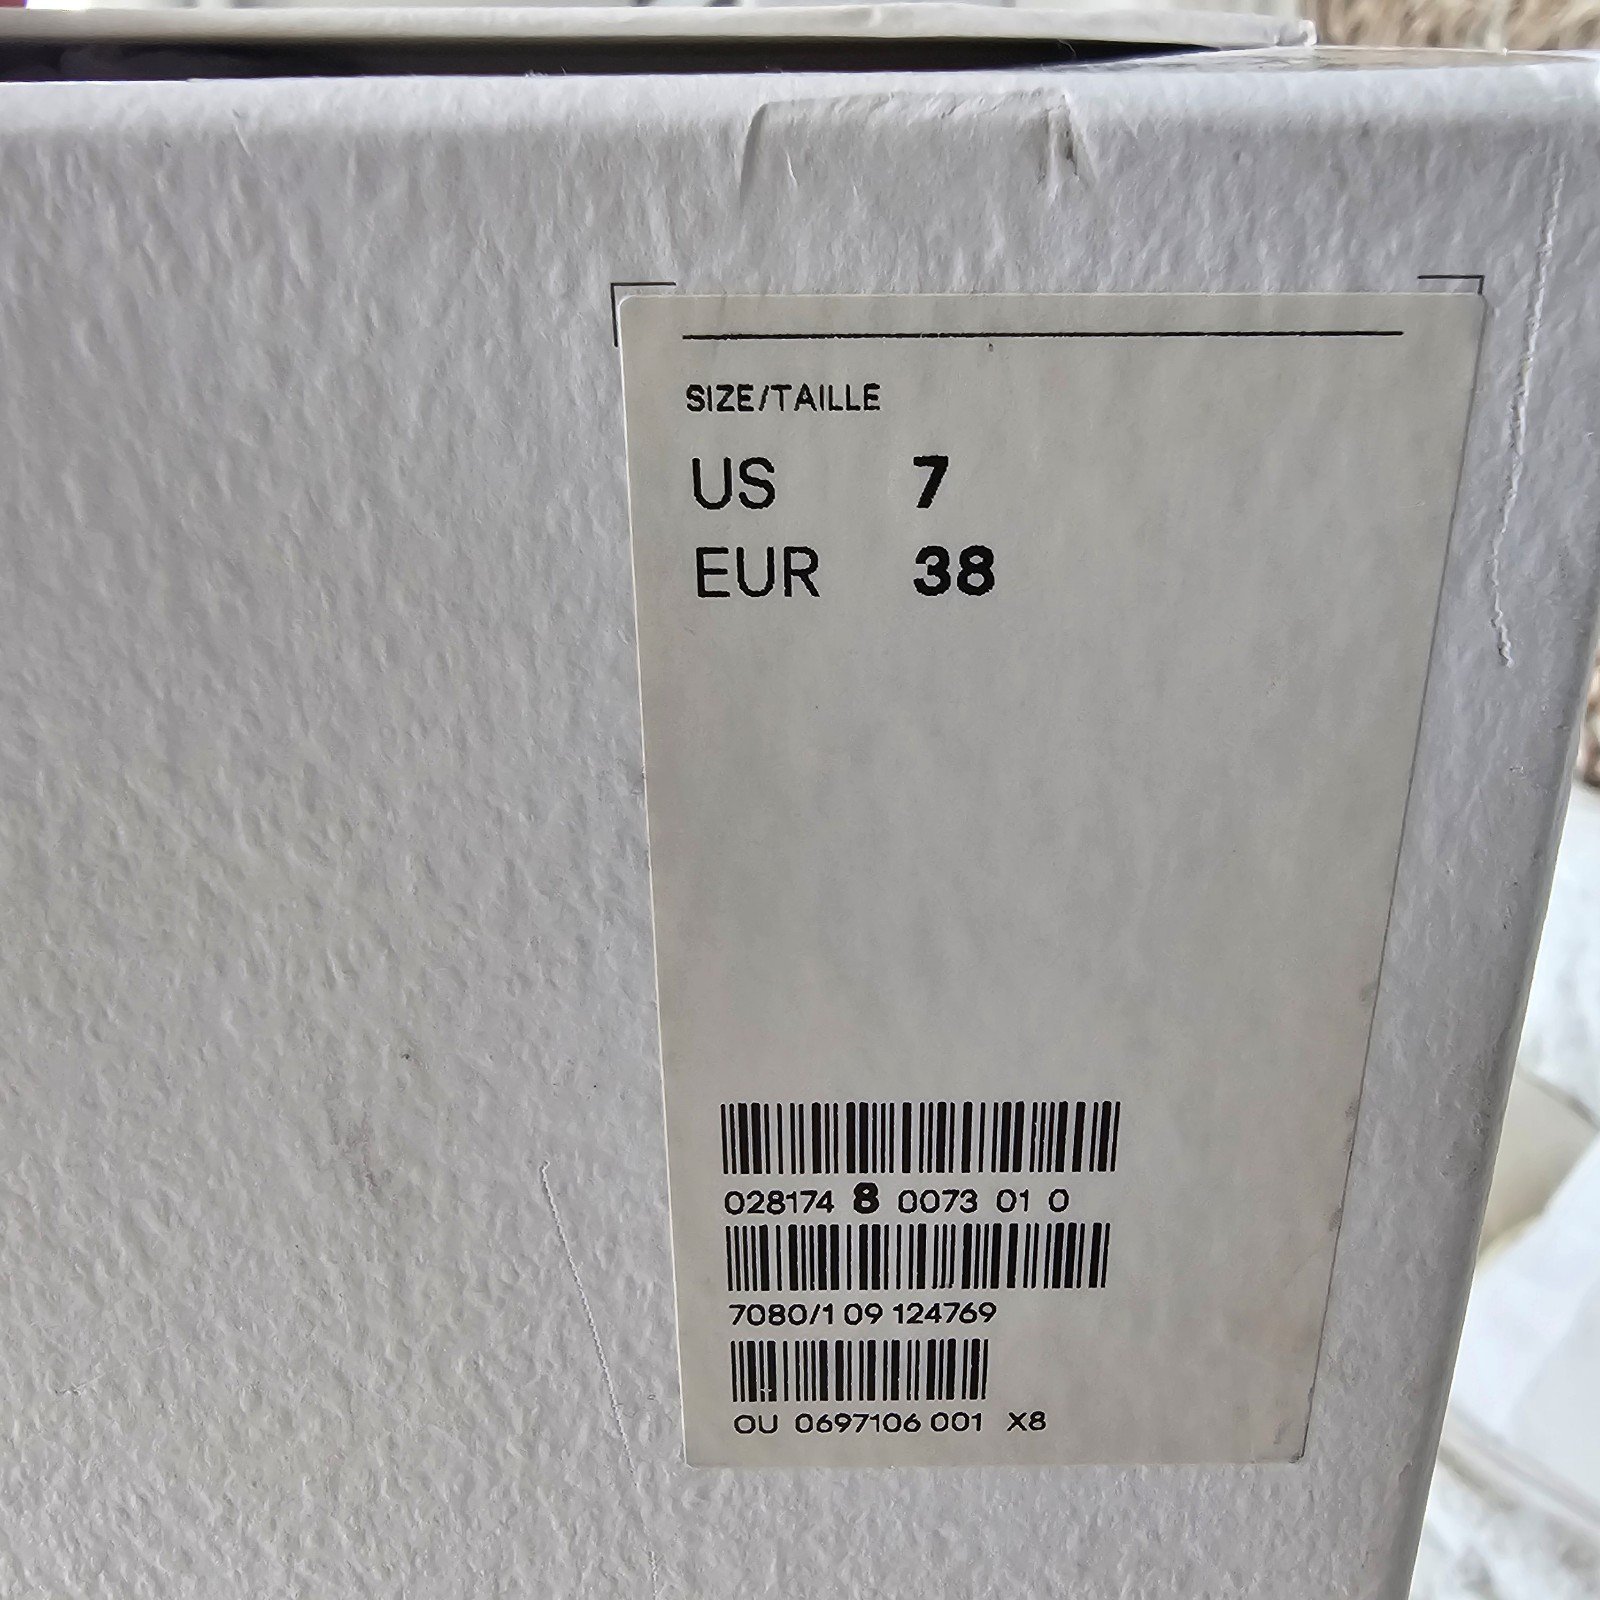 SIZE/TAILLE
US 7
EUR 38
028174 8 0073 01 0
7080/1 09 124769
OU 0697106 001 X8